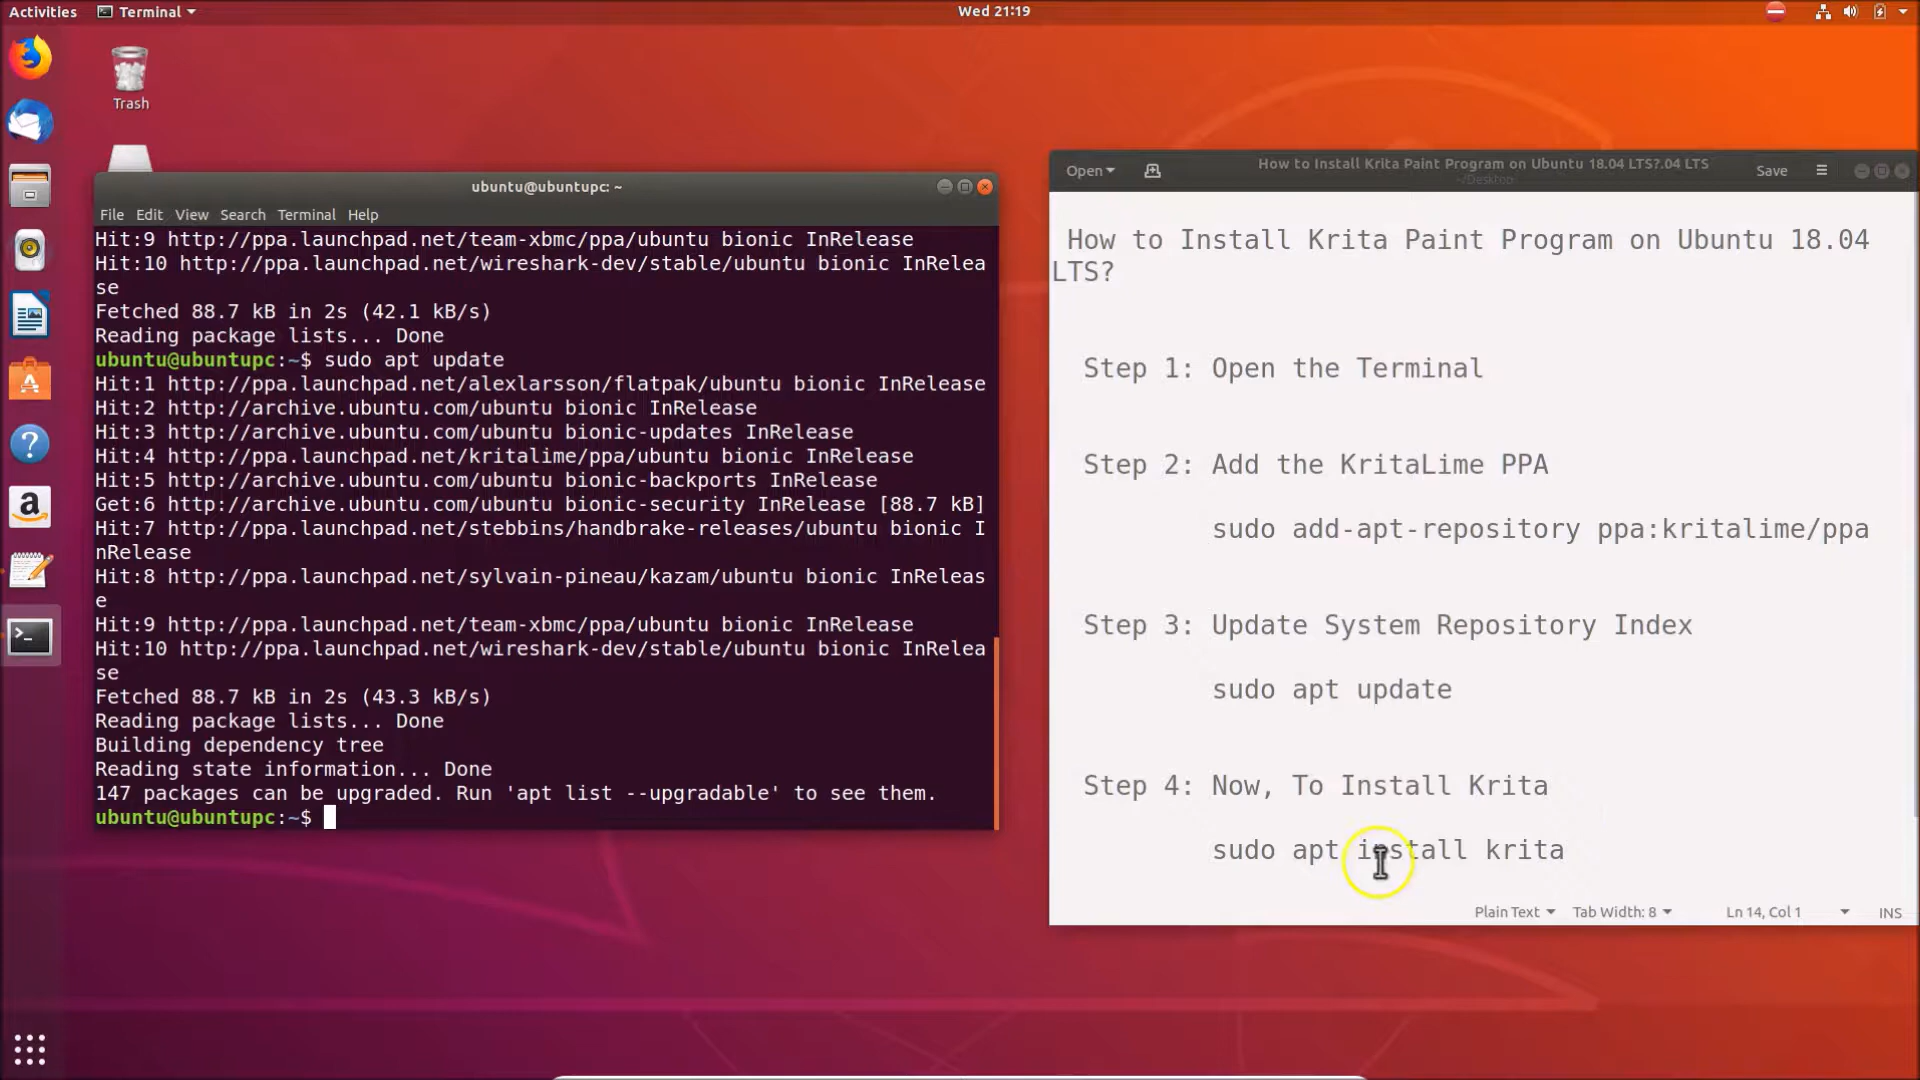 Activities
Terminal
Wed 21:19
Trash
ubuntu@ubuntupc: ~
File Edit View Search Terminal Help
Hit:9 http://ppa.launchpad.net/team-xbmc/ppa/ubuntu bionic InRelease
Hit:10 http://ppa.launchpad.net/wireshark-dev/stable/ubuntu bionic InRelea
se
Fetched 88.7 kB in 2s (42.1 kB/s)
Reading package lists... Done
ubuntu@ubuntupc:~$ sudo apt update
Hit:1 http://ppa.launchpad.net/alexlarsson/flatpak/ubuntu bionic InRelease
Hit:2 http://archive.ubuntu.com/ubuntu bionic InRelease
Hit:3 http://archive.ubuntu.com/ubuntu bionic-updates InRelease
Hit:4 http://ppa.launchpad.net/kritalime/ppa/ubuntu bionic InRelease
Hit:5 http://archive.ubuntu.com/ubuntu bionic-backports InRelease
Get:6 http://archive.ubuntu.com/ubuntu bionic-security InRelease [88.7 kB]
Hit:7 http://ppa.launchpad.net/stebbins/handbrake-releases/ubuntu bionic I
nRelease
Hit:8 http://ppa.launchpad.net/sylvain-pineau/kazam/ubuntu bionic InReleas
e
Hit:9 http://ppa.launchpad.net/team-xbmc/ppa/ubuntu bionic InRelease
Hit:10 http://ppa.launchpad.net/wireshark-dev/stable/ubuntu bionic InRelea
se
Fetched 88.7 kB in 2s (43.3 kB/s)
Reading package lists... Done
Building dependency tree
Reading state information... Done
147 packages can be upgraded. Run 'apt list --upgradable' to see them.
ubuntu@ubuntupc:~$
Open
How to Install Krita Paint Program on Ubuntu 18.04 LTS?.04 LTS
~/Desktop
Save
How to Install Krita Paint Program on Ubuntu 18.04
LTS?
Step 1: Open the Terminal
Step 2: Add the KritaLime PPA
sudo add-apt-repository ppa:kritalime/ppa
Step 3: Update System Repository Index
sudo apt update
Step 4: Now, To Install Krita
sudo apt install krita
Plain Text
Tab Width: 8
Ln 14, Col 1
INS